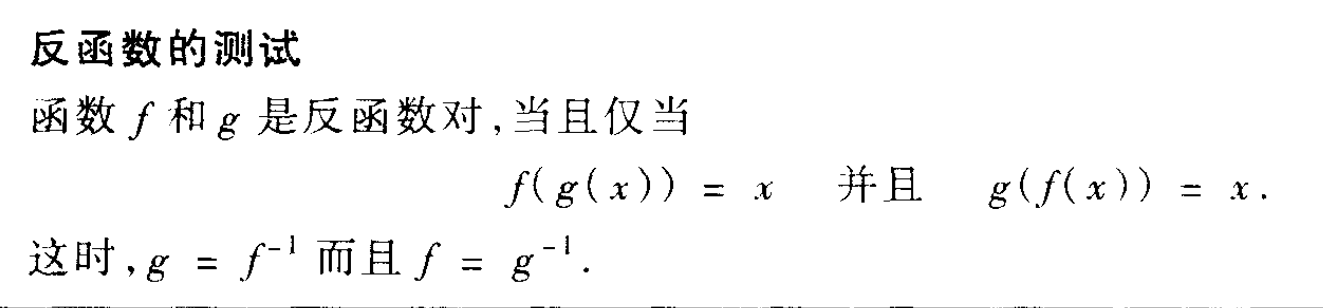 反函数的测试
函数 f 和 g 是反函数对,当且仅当
f(g(x)) = x 并且 g(f(x)) = x.
这时,g = f⁻¹ 而且 f = g⁻¹.